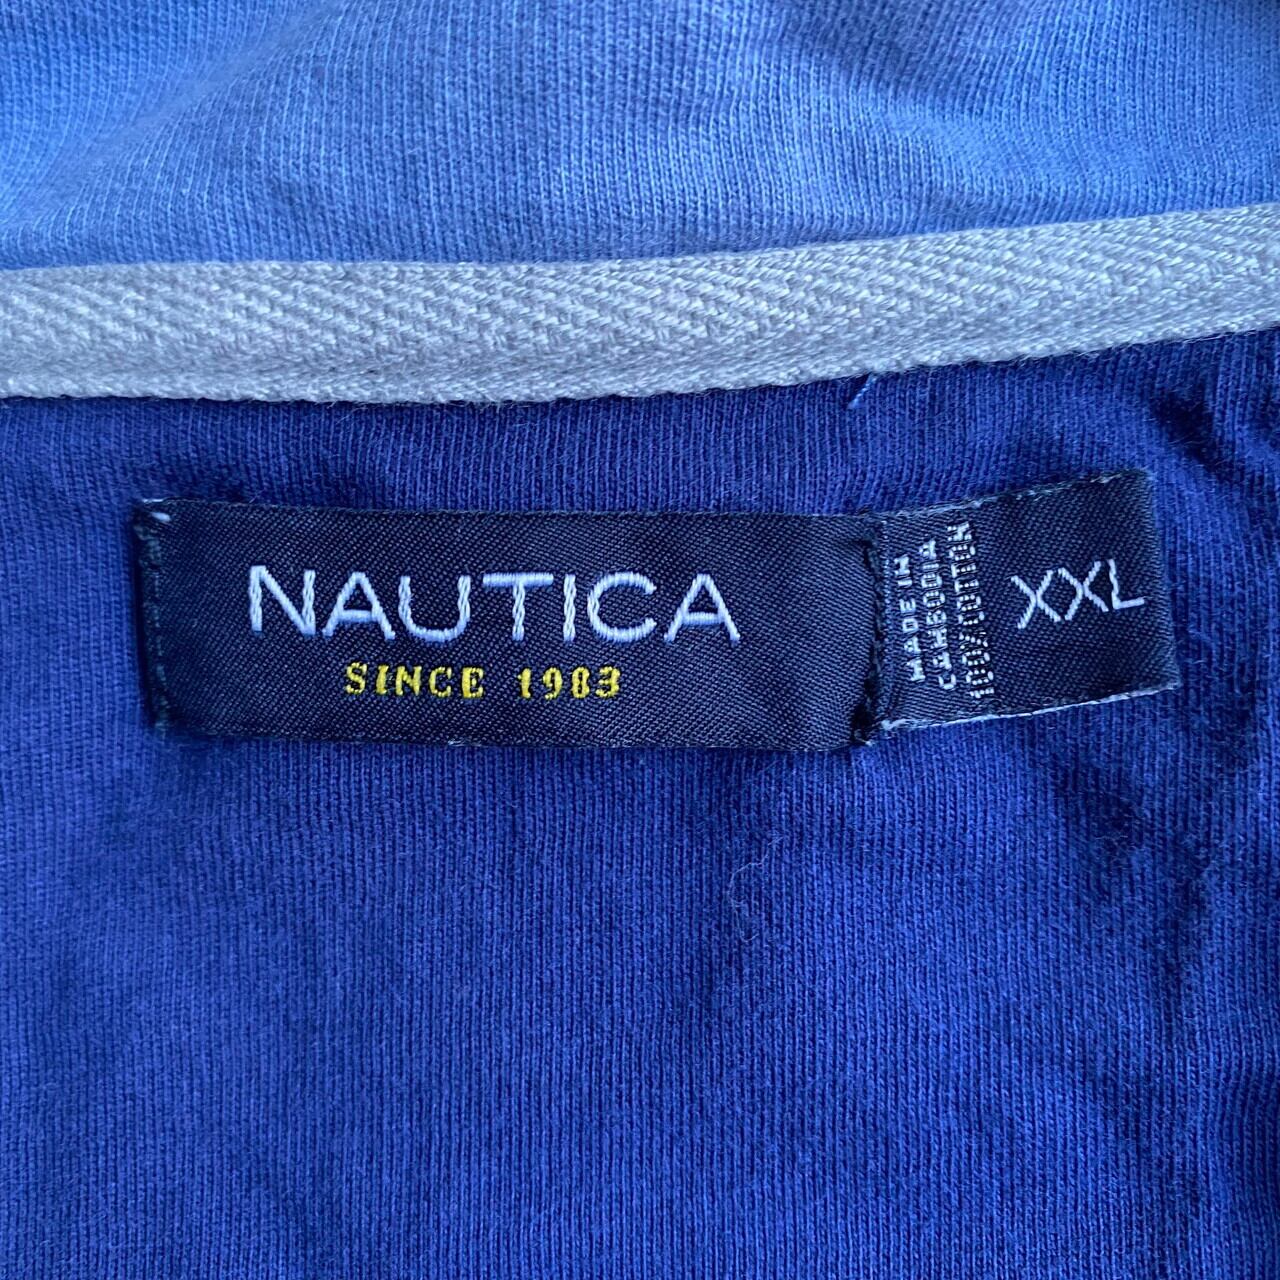 NAUTICA
SINCE 1983
MADE IN
CAMBODIA
100% COTTON
XXL